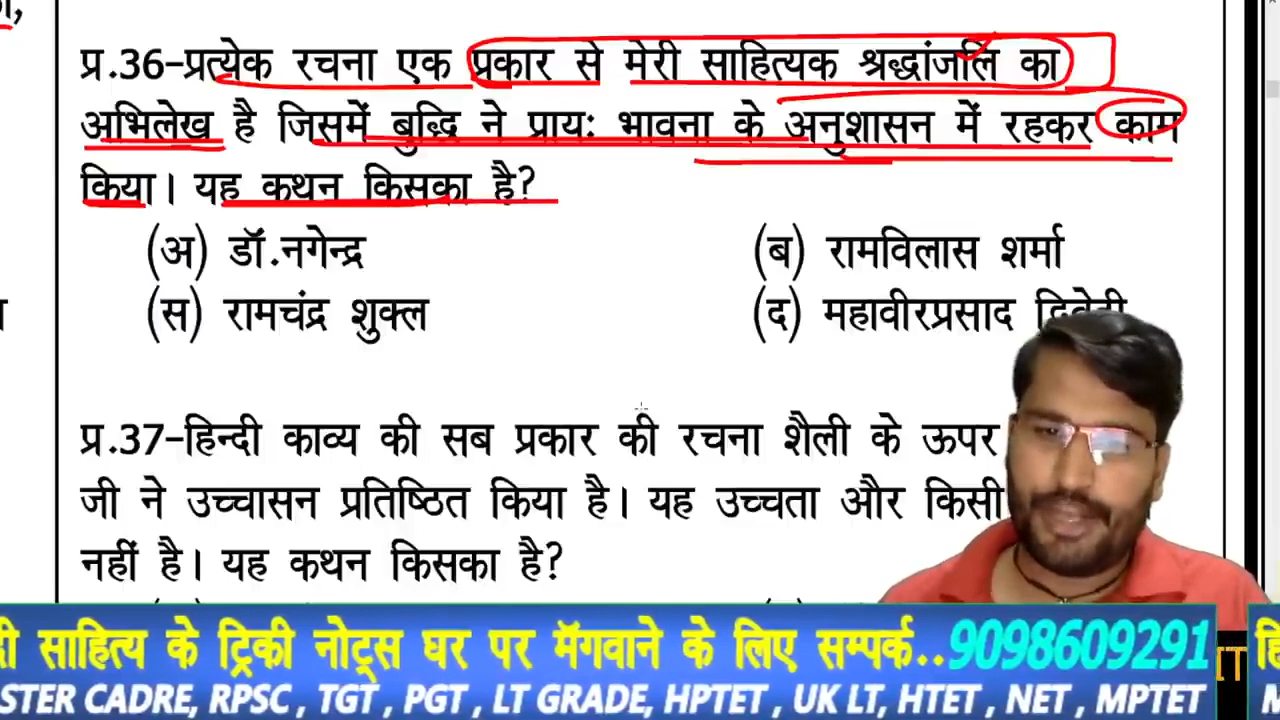 प्र.36-प्रत्येक रचना एक प्रकार से मेरी साहित्यक श्रद्धांजलि का
अभिलेख है जिसमें बुद्धि ने प्रायः भावना के अनुशासन में रहकर काम
किया। यह कथन किसका है?
(अ) डॉ.नगेन्द्र (ब) रामविलास शर्मा
(स) रामचंद्र शुक्ल (द) महावीरप्रसाद द्विवेदी
प्र.37-हिन्दी काव्य की सब प्रकार की रचना शैली के ऊपर
जी ने उच्चासन प्रतिष्ठित किया है। यह उच्चता और किसी
नहीं है। यह कथन किसका है?
साहित्य के ट्रिकी नोट्स घर पर मॅगवाने के लिए सम्पर्क..9098609291
STER CADRE, RPSC , TGT , PGT , LT GRADE, HPTET , UK LT, HTET , NET , MPTET